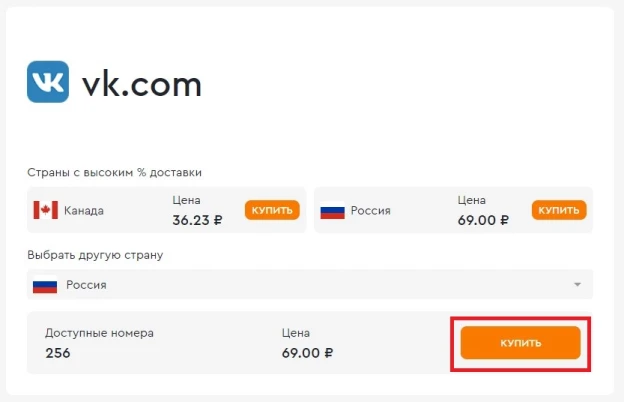 VK vk.com
Страны с высоким % доставки
Канада
Цена
36.23 ₽
КУПИТЬ
Россия
Цена
69.00 ₽
КУПИТЬ
Выбрать другую страну
Россия
Доступные номера
256
Цена
69.00 ₽
КУПИТЬ